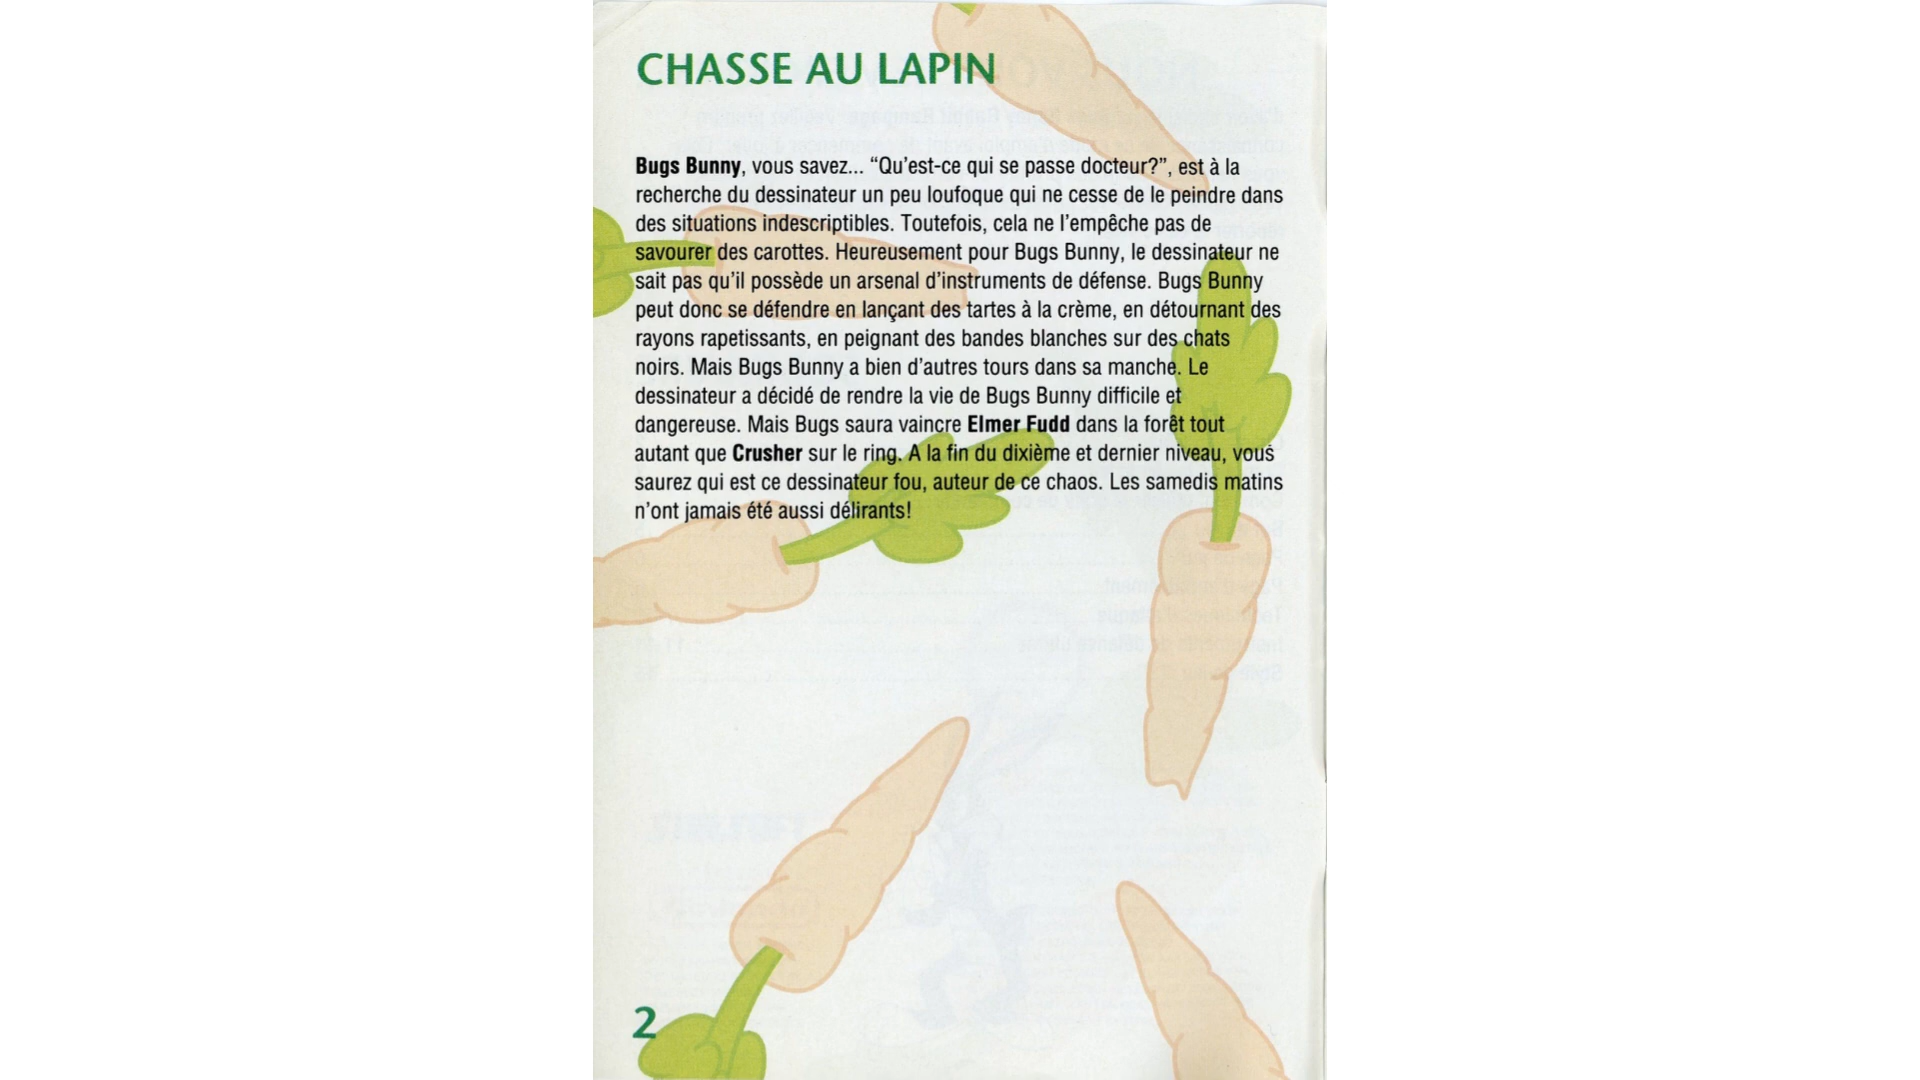 CHASSE AU LAPIN
Bugs Bunny, vous savez... “Qu’est-ce qui se passe docteur?”, est à la
recherche du dessinateur un peu loufoque qui ne cesse de le peindre dans
des situations indescriptibles. Toutefois, cela ne l’empêche pas de
savourer des carottes. Heureusement pour Bugs Bunny, le dessinateur ne
sait pas qu’il possède un arsenal d’instruments de défense. Bugs Bunny
peut donc se défendre en lançant des tartes à la crème, en détournant des
rayons rapetissants, en peignant des bandes blanches sur des chats
noirs. Mais Bugs Bunny a bien d’autres tours dans sa manche. Le
dessinateur a décidé de rendre la vie de Bugs Bunny difficile et
dangereuse. Mais Bugs saura vaincre Elmer Fudd dans la forêt tout
autant que Crusher sur le ring. A la fin du dixième et dernier niveau, vous
saurez qui est ce dessinateur fou, auteur de ce chaos. Les samedis matins
n’ont jamais été aussi délirants!
2